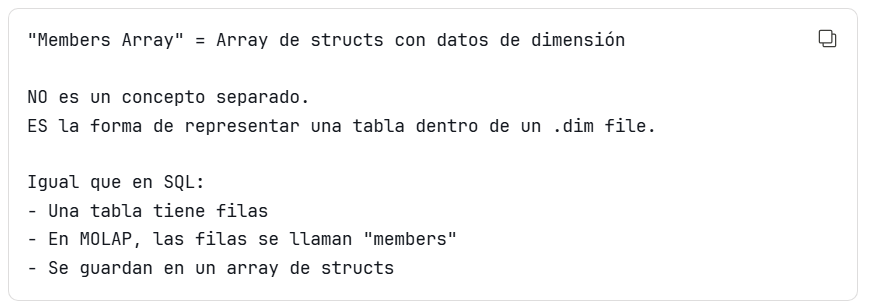 "Members Array" = Array de structs con datos de dimensión
NO es un concepto separado.
ES la forma de representar una tabla dentro de un .dim file.
Igual que en SQL:
- Una tabla tiene filas
- En MOLAP, las filas se llaman "members"
- Se guardan en un array de structs